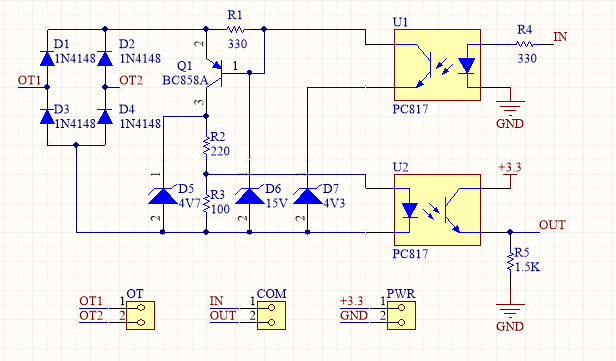 R1
330
U1
R4
330
IN
D1
1N4148
D2
1N4148
2
Q1
BC858A
1
3
OT1
OT2
D3
1N4148
D4
1N4148
PC817
GND
R2
220
U2
+3.3
1
1
1
D5
4V7
R3
100
D6
15V
D7
4V3
2
2
2
OUT
PC817
R5
1.5K
GND
OT
OT1 1
OT2 2
COM
IN 1
OUT 2
PWR
+3.3 1
GND 2